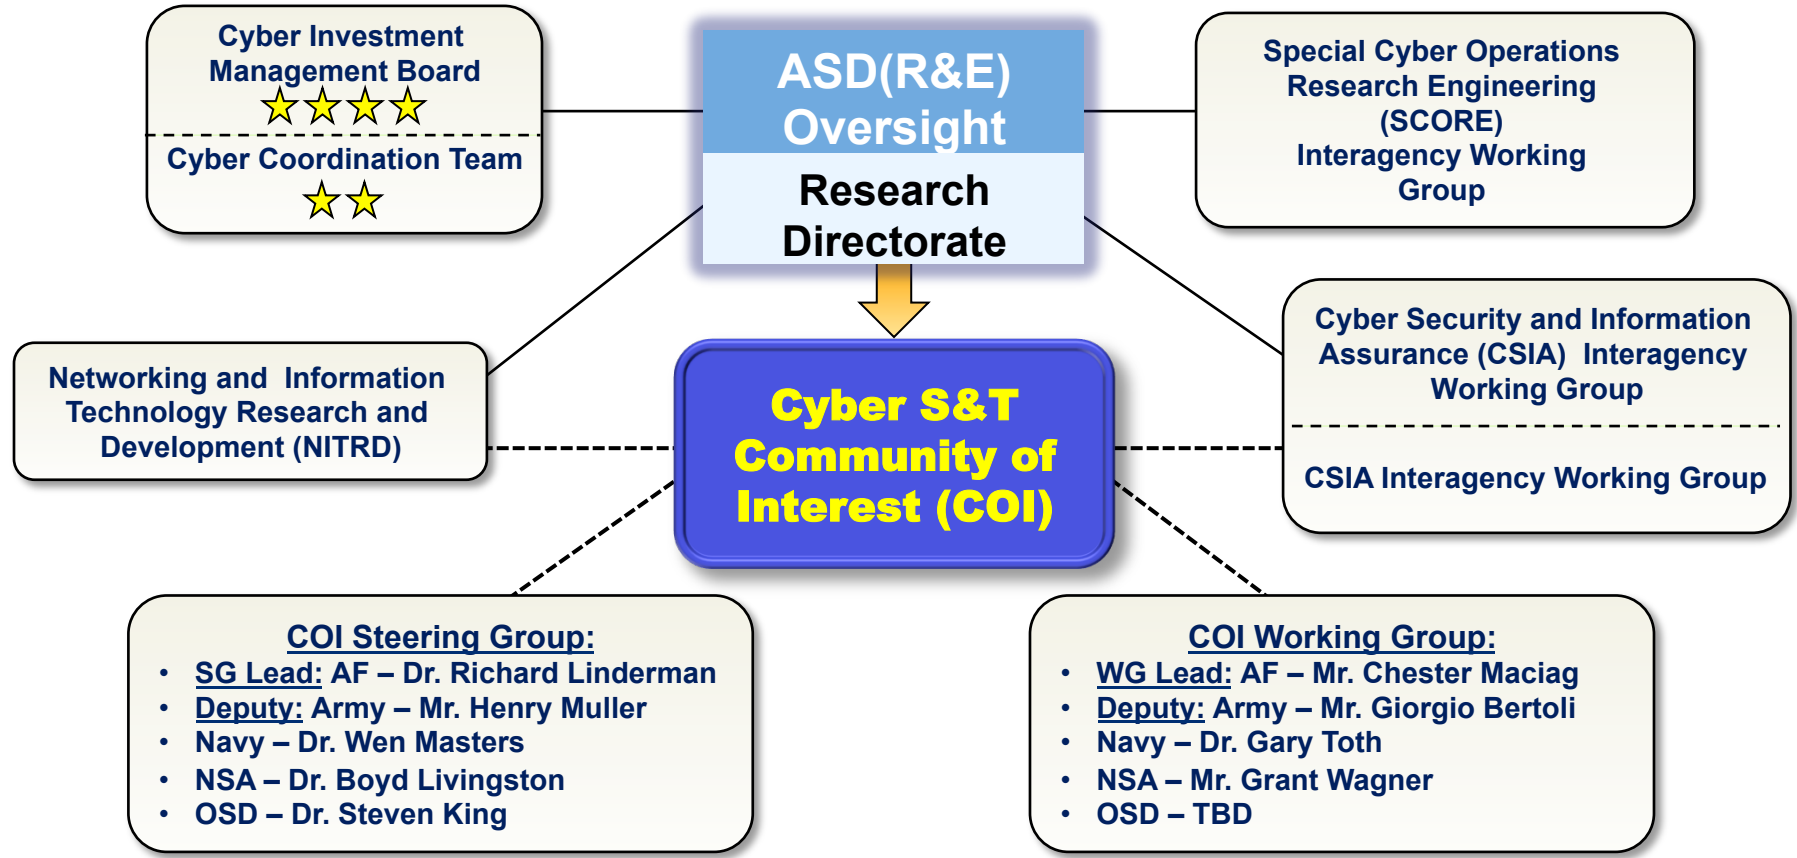 Cyber Investment
Management Board
Cyber Coordination Team
ASD(R&E)
Oversight
Research
Directorate
Special Cyber Operations
Research Engineering
(SCORE)
Interagency Working
Group
Networking and Information
Technology Research and
Development (NITRD)
Cyber S&T
Community of
Interest (COI)
Cyber Security and Information
Assurance (CSIA) Interagency
Working Group
CSIA Interagency Working Group
COI Steering Group:
• SG Lead: AF – Dr. Richard Linderman
• Deputy: Army – Mr. Henry Muller
• Navy – Dr. Wen Masters
• NSA – Dr. Boyd Livingston
• OSD – Dr. Steven King
COI Working Group:
• WG Lead: AF – Mr. Chester Maciag
• Deputy: Army – Mr. Giorgio Bertoli
• Navy – Dr. Gary Toth
• NSA – Mr. Grant Wagner
• OSD – TBD